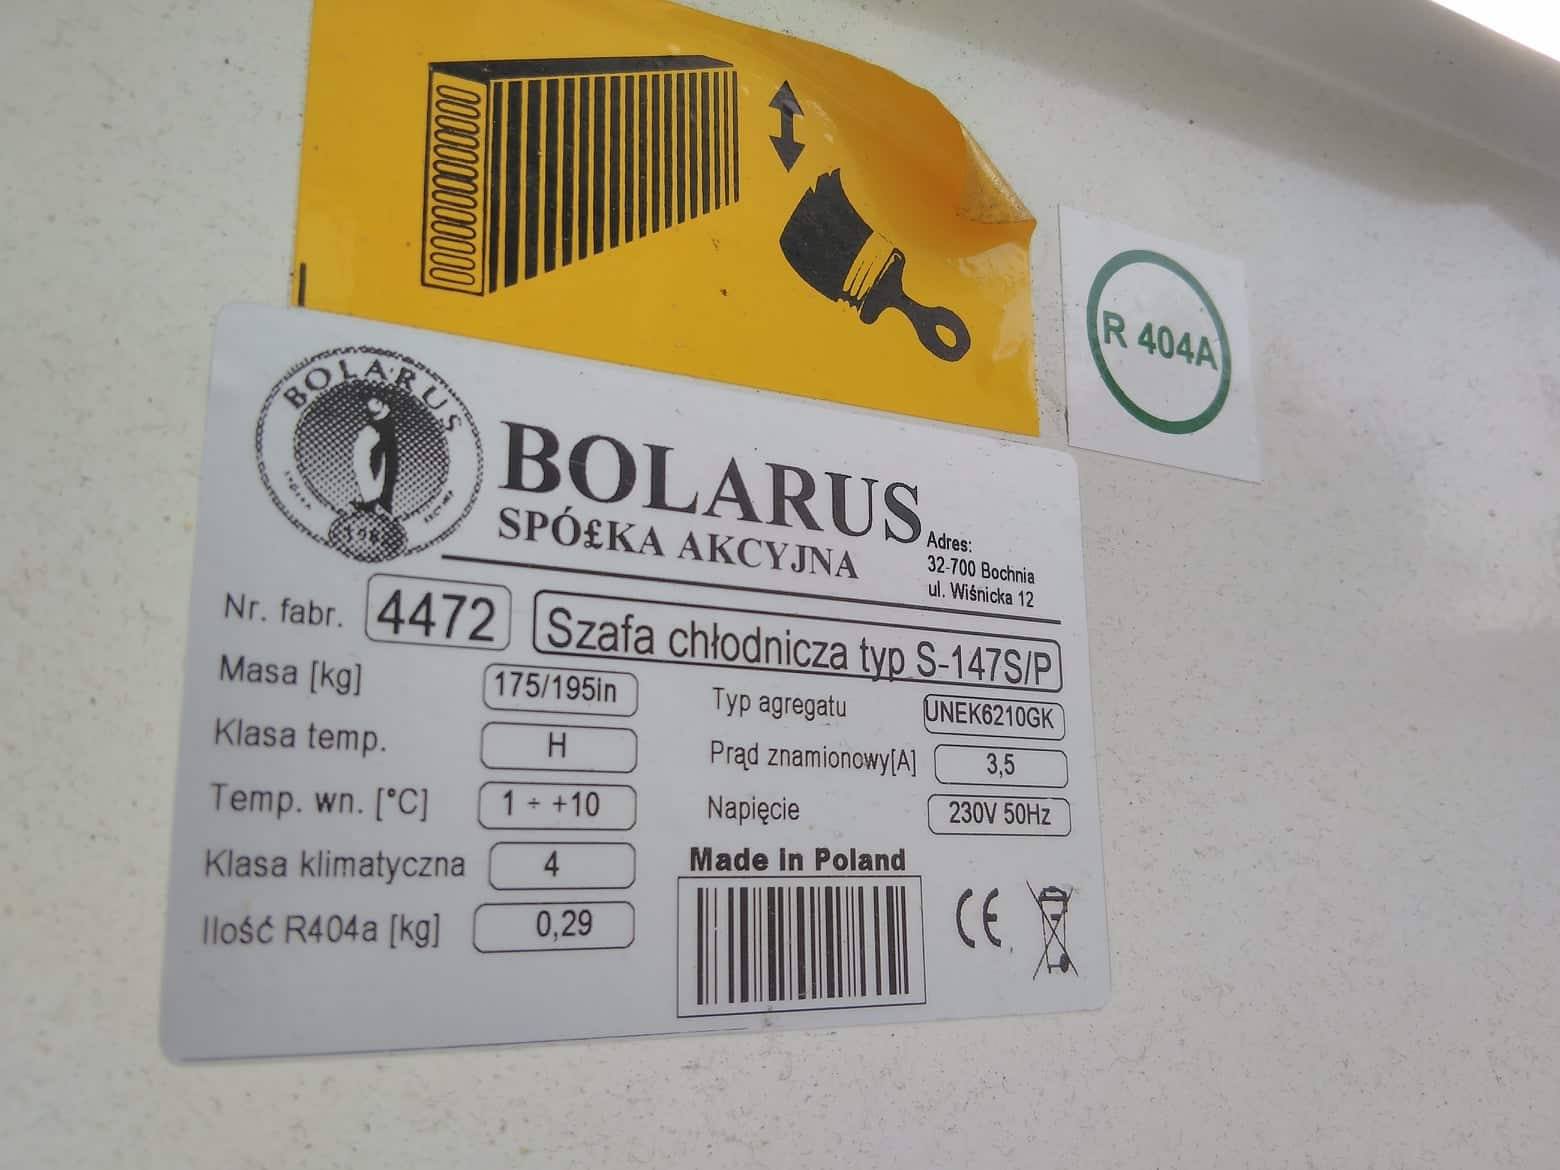 R 404A
BOLARUS
BOLARUS
SPÓ£KA AKCYJNA
Adres:
32-700 Bochnia
ul. Wiśnicka 12
Nr. fabr. 4472 Szafa chłodnicza typ S-147S/P
Masa [kg] 175/195in
Typ agregatu UNEK6210GK
Klasa temp. H
Prąd znamionowy[A] 3,5
Temp. wn. [°C] 1 ÷ +10
Napięcie 230V 50Hz
Klasa klimatyczna 4
Made in Poland
Ilość R404a [kg] 0,29
CE